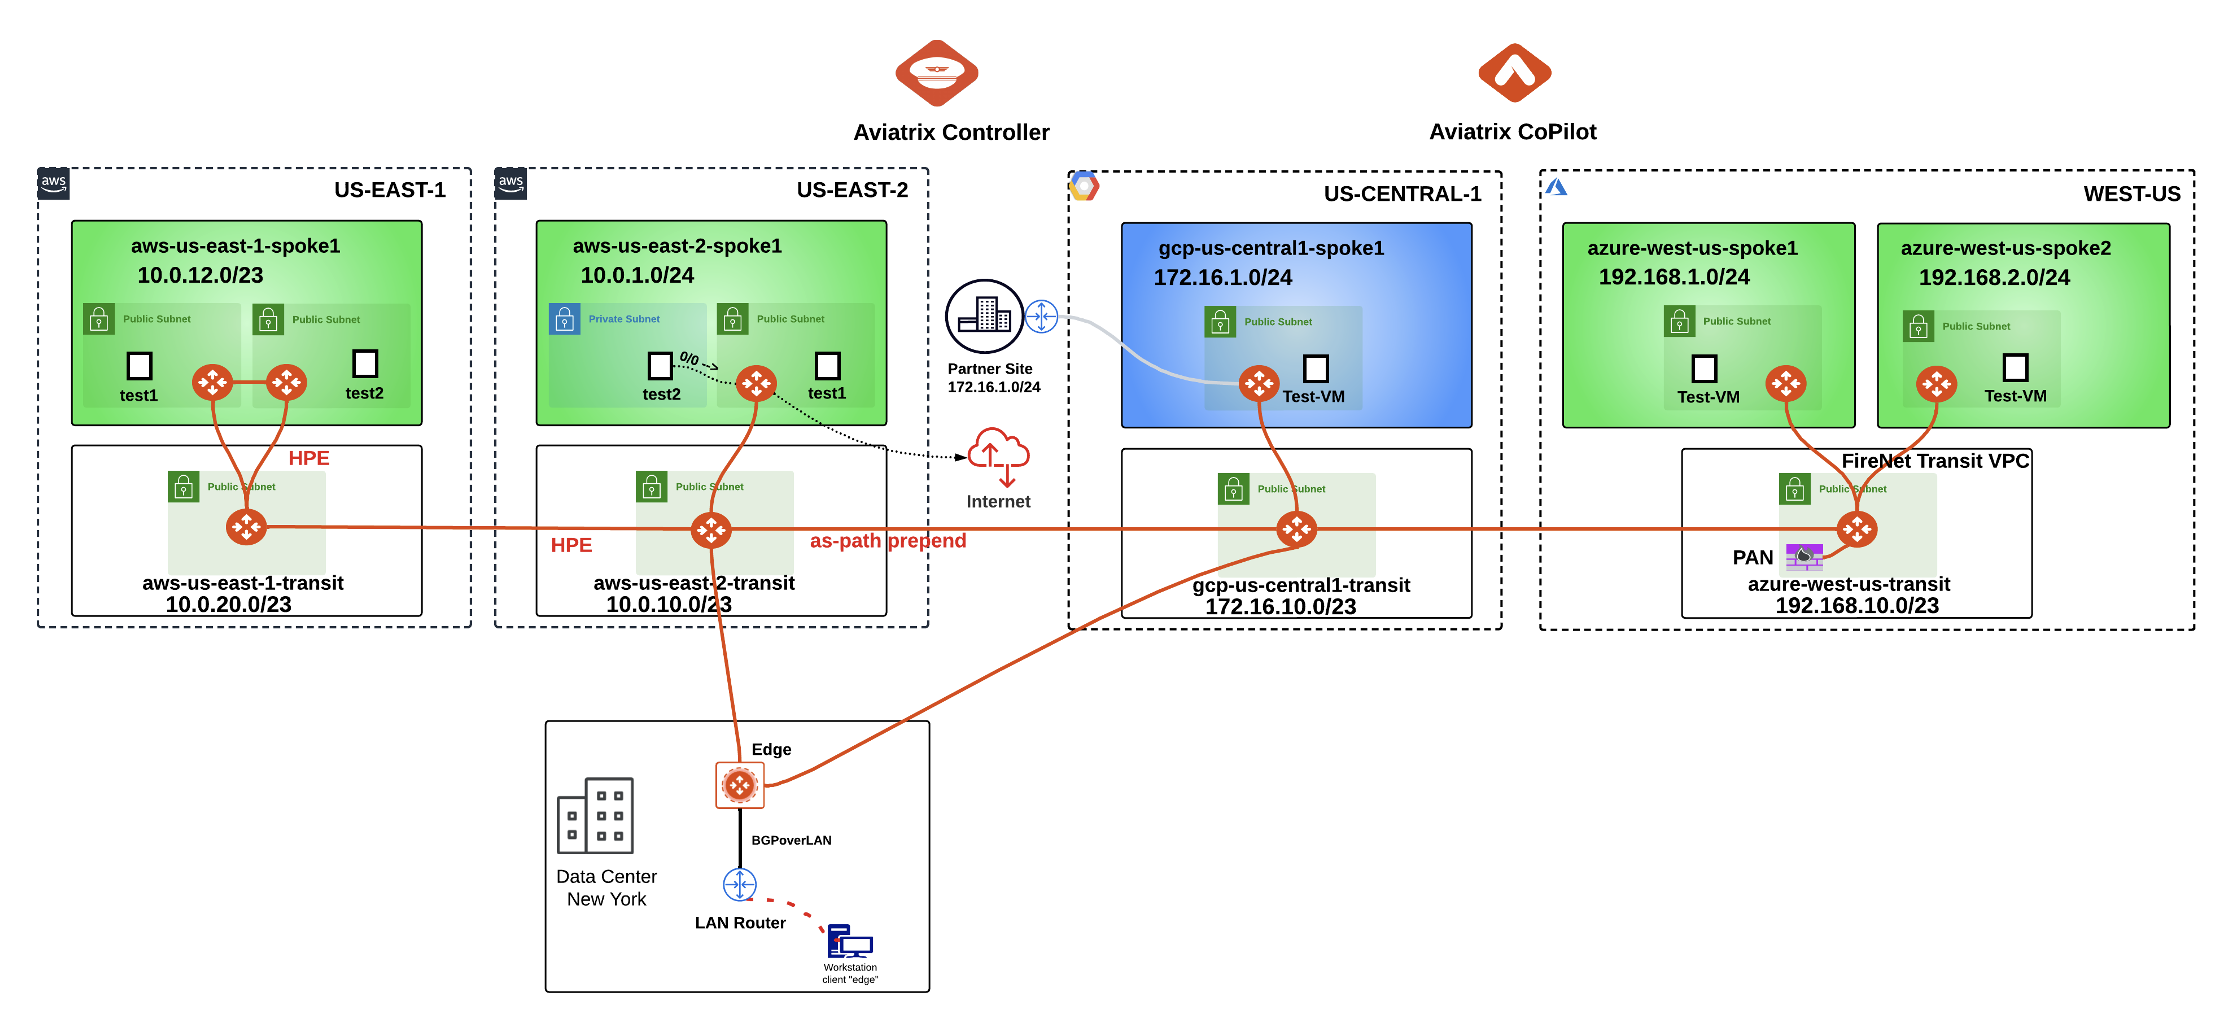 Aviatrix Controller
Aviatrix CoPilot
aws
US-EAST-1
aws-us-east-1-spoke1
10.0.12.0/23
Public Subnet
Public Subnet
test1
test2
HPE
Public Subnet
aws-us-east-1-transit
10.0.20.0/23
aws
US-EAST-2
aws-us-east-2-spoke1
10.0.1.0/24
Private Subnet
Public Subnet
0/0 -->
test2
test1
Public Subnet
HPE
as-path prepend
aws-us-east-2-transit
10.0.10.0/23
Partner Site
172.16.1.0/24
Internet
US-CENTRAL-1
gcp-us-central1-spoke1
172.16.1.0/24
Public Subnet
Test-VM
Public Subnet
gcp-us-central1-transit
172.16.10.0/23
WEST-US
azure-west-us-spoke1
192.168.1.0/24
Public Subnet
Test-VM
azure-west-us-spoke2
192.168.2.0/24
Public Subnet
Test-VM
FireNet Transit VPC
Public Subnet
PAN
azure-west-us-transit
192.168.10.0/23
Edge
BGPoverLAN
Data Center
New York
LAN Router
Workstation
client "edge"